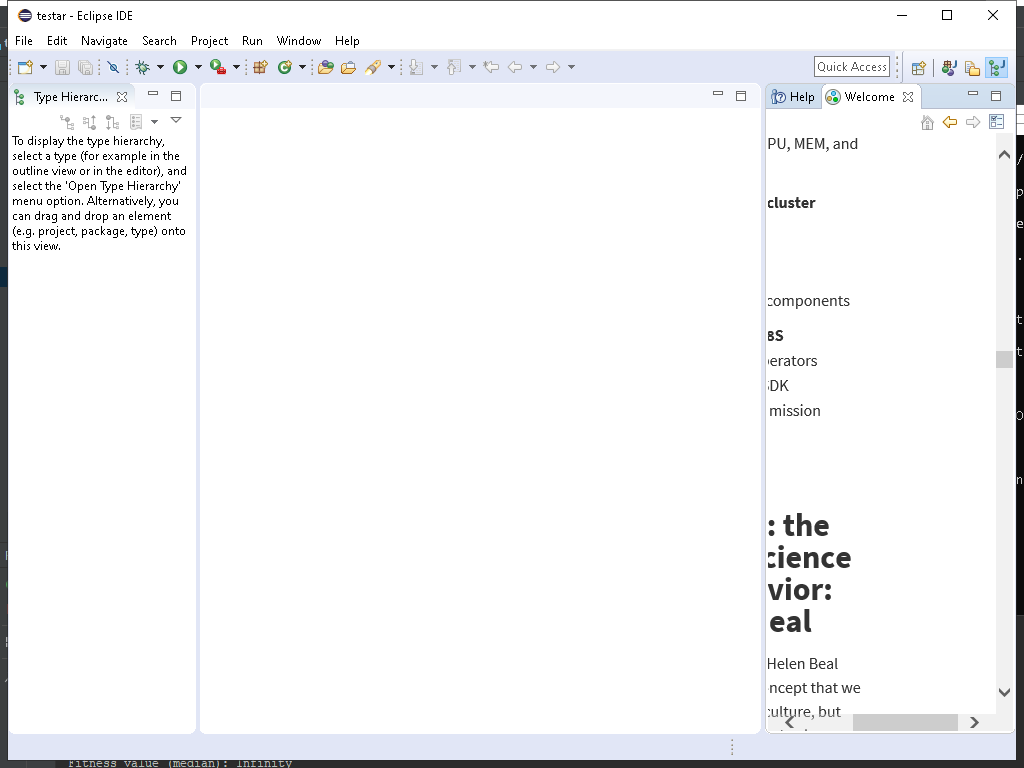 testar - Eclipse IDE
File Edit Navigate Search Project Run Window Help
Quick Access
Type Hierarc...
Help
Welcome
To display the type hierarchy,
select a type (for example in the
outline view or in the editor), and
select the 'Open Type Hierarchy'
menu option. Alternatively, you
can drag and drop an element
(e.g. project, package, type) onto
this view.
PU, MEM, and
cluster
components
8S
perators
SDK
mission
: the
cience
vior:
eal
Helen Beal
ncept that we
culture, but
Fitness value (median): Infinity